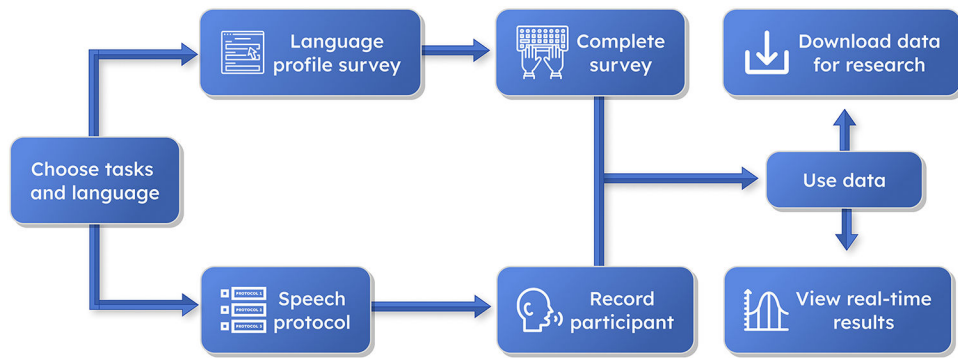 Choose tasks
and language
Language
profile survey
Complete
survey
PROTOCOL 1
PROTOCOL 2
PROTOCOL 3
Speech
protocol
Record
participant
Use data
Download data
for research
View real-time
results